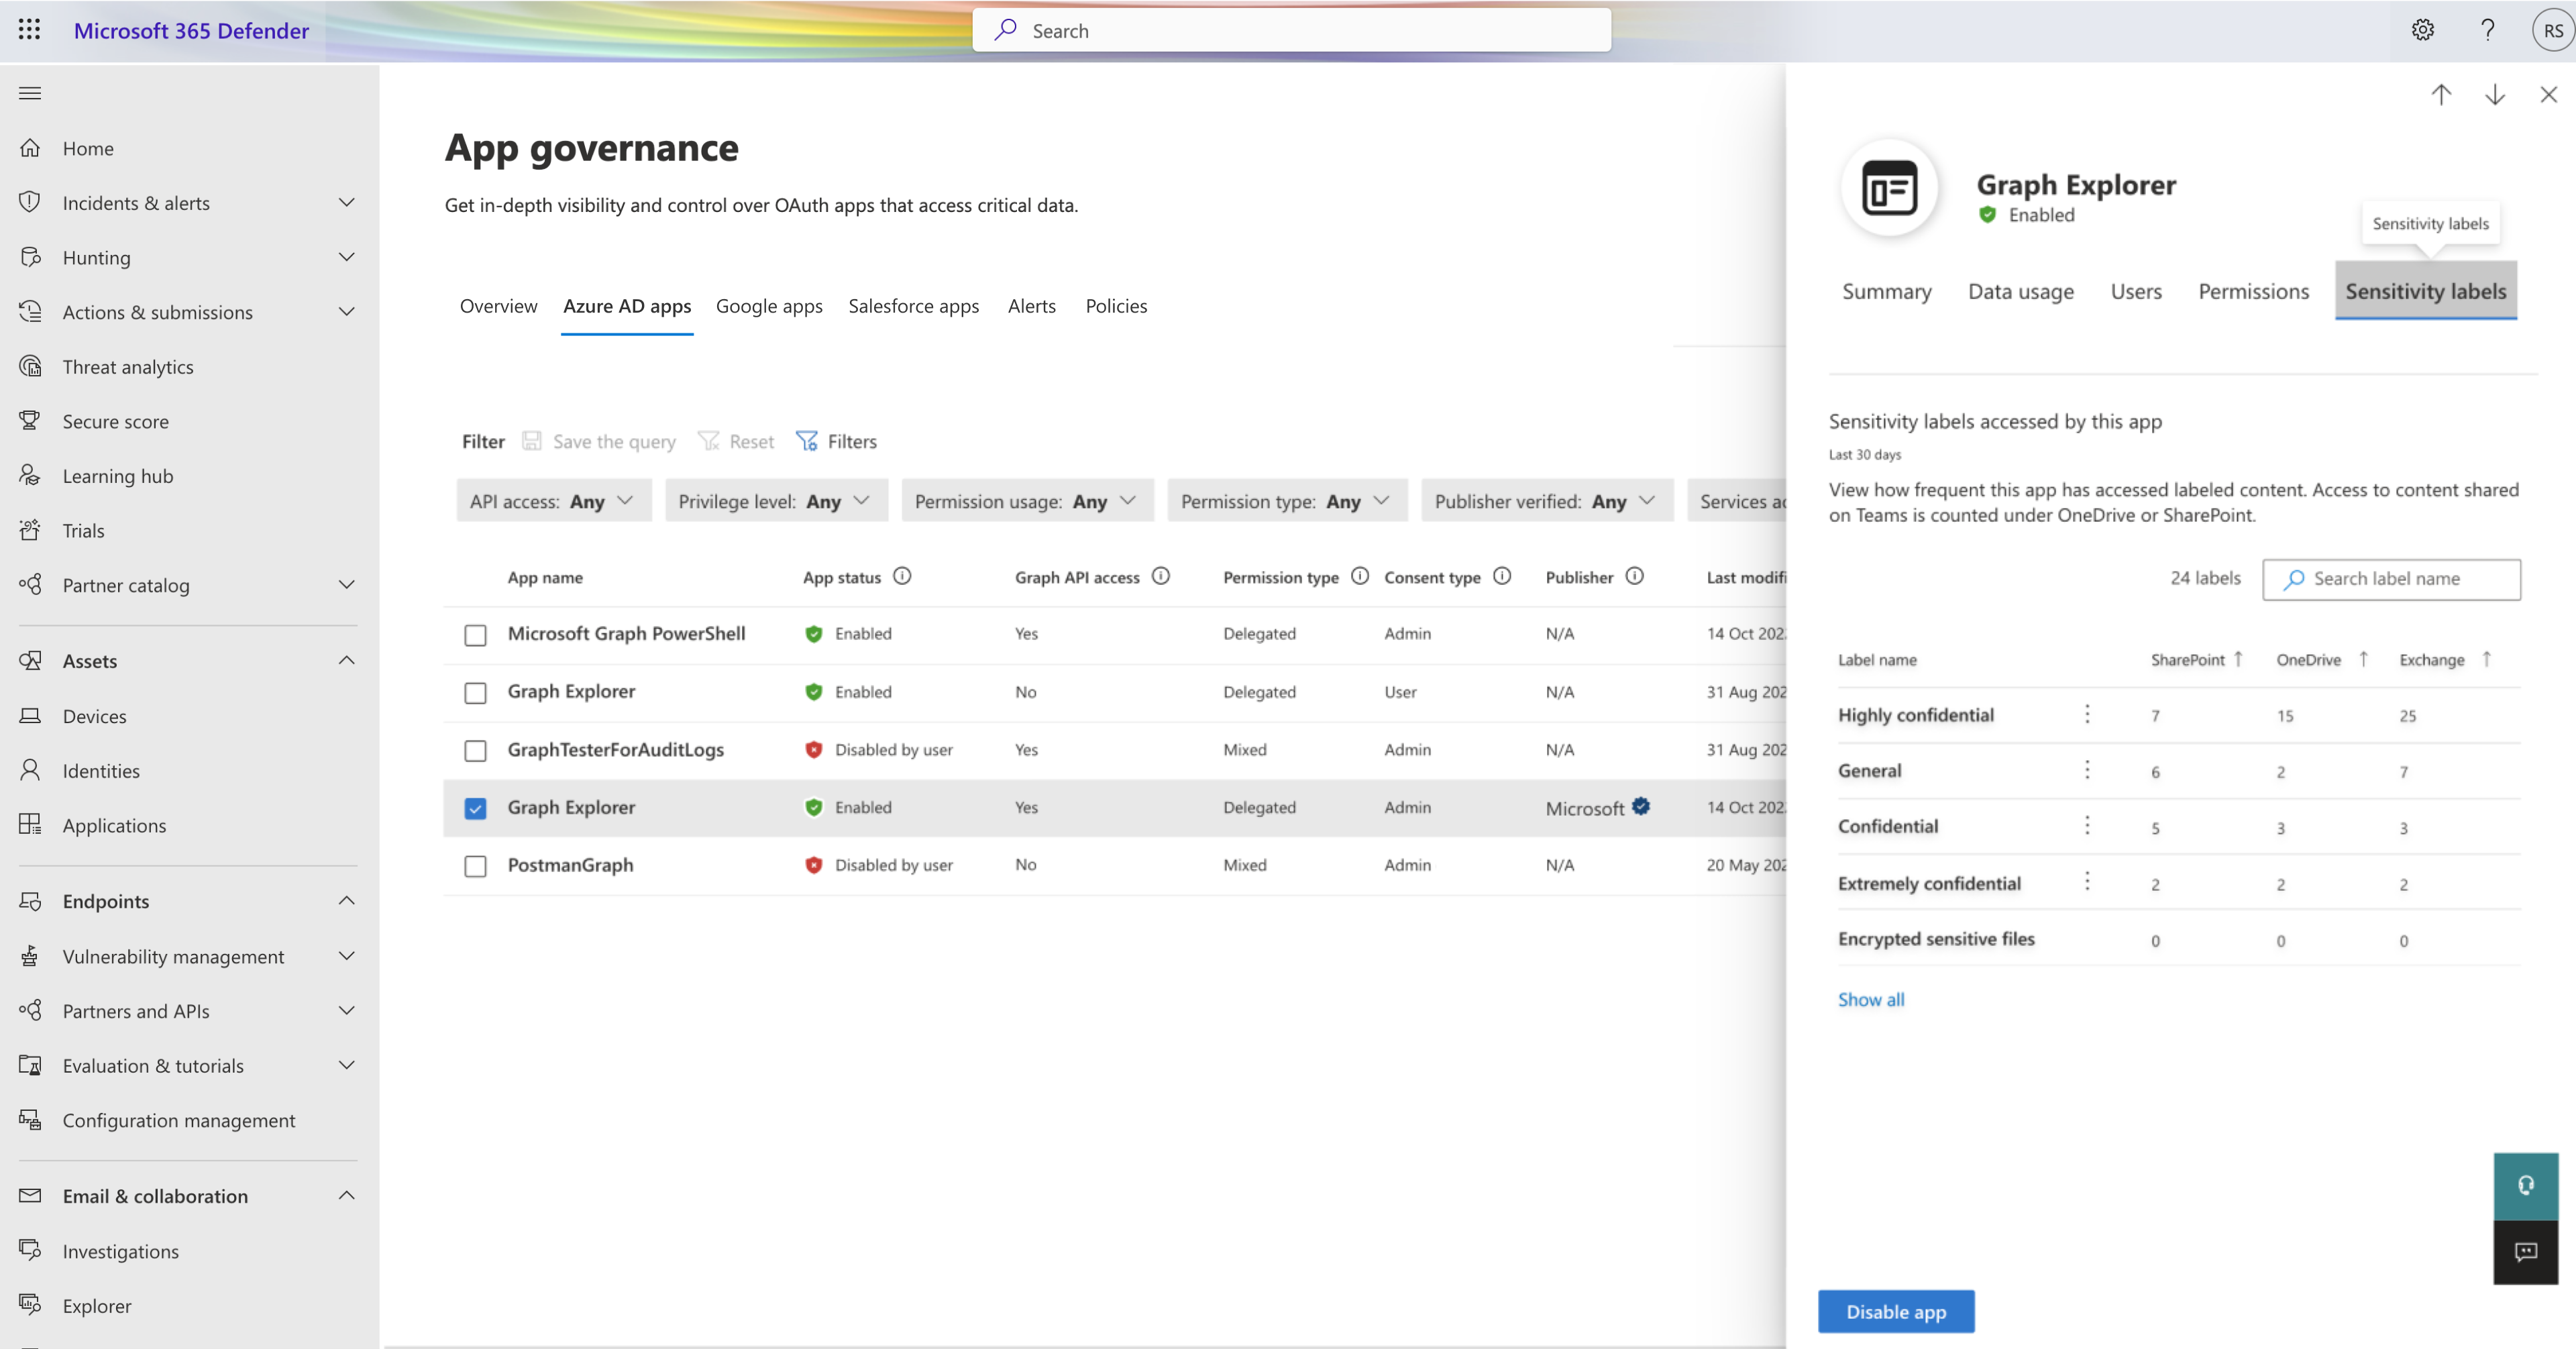 Microsoft 365 Defender
Search
RS
Home
Incidents & alerts
Hunting
Actions & submissions
Threat analytics
Secure score
Learning hub
Trials
Partner catalog
Assets
Devices
Identities
Applications
Endpoints
Vulnerability management
Partners and APIs
Evaluation & tutorials
Configuration management
Email & collaboration
Investigations
Explorer
App governance
Get in-depth visibility and control over OAuth apps that access critical data.
Overview Azure AD apps Google apps Salesforce apps Alerts Policies
Filter Save the query Reset Filters
API access: Any Privilege level: Any Permission usage: Any Permission type: Any Publisher verified: Any Services ac
App name App status Graph API access Permission type Consent type Publisher Last modifi
Microsoft Graph PowerShell Enabled Yes Delegated Admin N/A 14 Oct 202
Graph Explorer Enabled No Delegated User N/A 31 Aug 202
GraphTesterForAuditLogs Disabled by user Yes Mixed Admin N/A 31 Aug 202
Graph Explorer Enabled Yes Delegated Admin Microsoft 14 Oct 202
PostmanGraph Disabled by user No Mixed Admin N/A 20 May 202
Graph Explorer
Enabled
Sensitivity labels
Summary Data usage Users Permissions Sensitivity labels
Sensitivity labels accessed by this app
Last 30 days
View how frequent this app has accessed labeled content. Access to content shared
on Teams is counted under OneDrive or SharePoint.
24 labels Search label name
Label name SharePoint ↑ OneDrive ↑ Exchange ↑
Highly confidential 7 15 25
General 6 2 7
Confidential 5 3 3
Extremely confidential 2 2 2
Encrypted sensitive files 0 0 0
Show all
Disable app